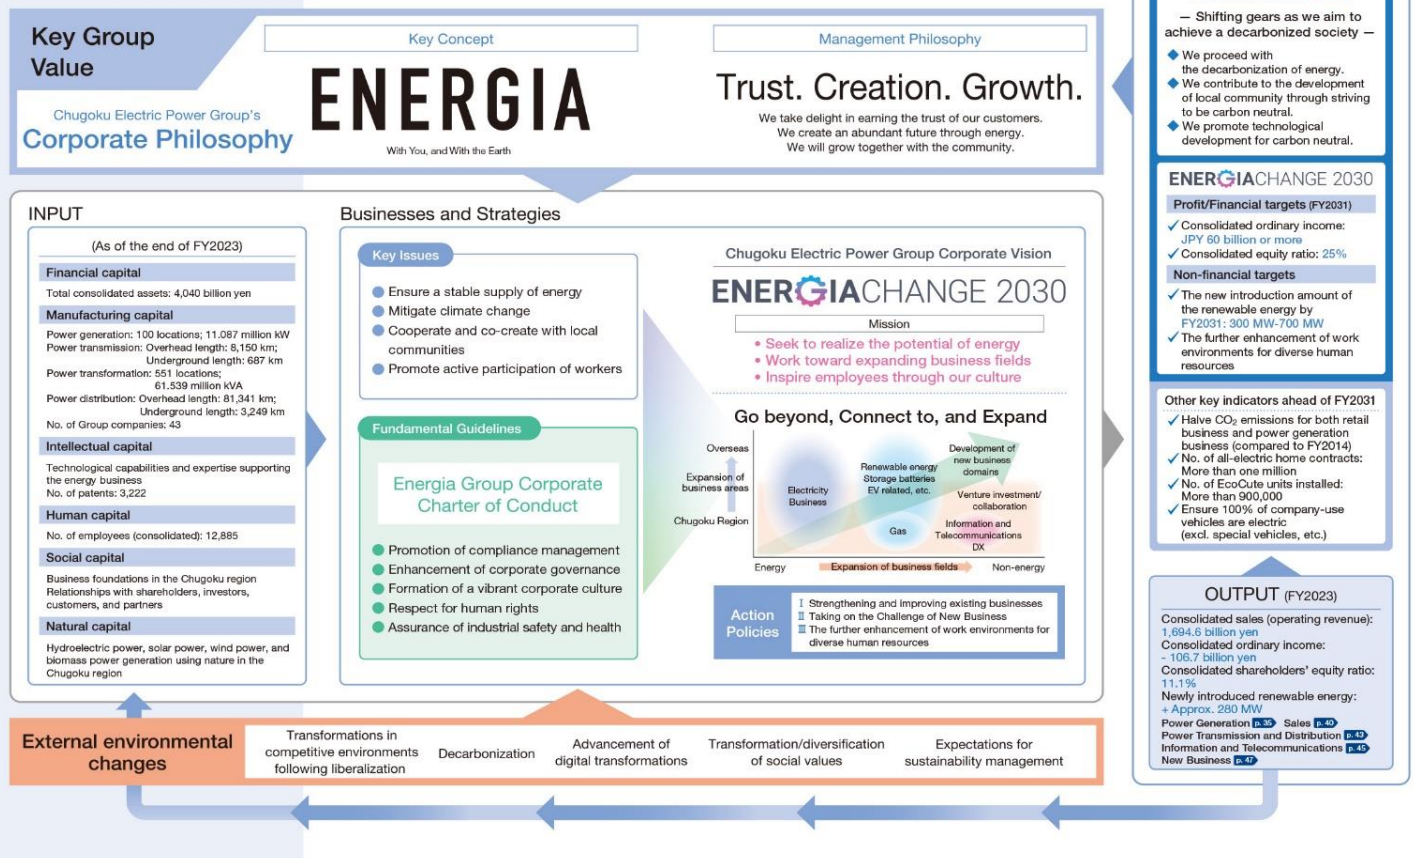 Key Group
Value
Chugoku Electric Power Group's
Corporate Philosophy
Key Concept
ENERGIA
With You, and With the Earth
Management Philosophy
Trust. Creation. Growth.
We take delight in earning the trust of our customers.
We create an abundant future through energy.
We will grow together with the community.
INPUT
(As of the end of FY2023)
Financial capital
Total consolidated assets: 4,040 billion yen
Manufacturing capital
Power generation: 100 locations; 11.087 million kW
Power transmission: Overhead length: 8,150 km;
Underground length: 687 km
Power transformation: 551 locations;
61.539 million kVA
Power distribution: Overhead length: 81,341 km;
Underground length: 3,249 km
No. of Group companies: 43
Intellectual capital
Technological capabilities and expertise supporting
the energy business
No. of patents: 3,222
Human capital
No. of employees (consolidated): 12,885
Social capital
Business foundations in the Chugoku region
Relationships with shareholders, investors,
customers, and partners
Natural capital
Hydroelectric power, solar power, wind power, and
biomass power generation using nature in the
Chugoku region
Businesses and Strategies
Key Issues
Ensure a stable supply of energy
Mitigate climate change
Cooperate and co-create with local
communities
Promote active participation of workers
Fundamental Guidelines
Energia Group Corporate
Charter of Conduct
Promotion of compliance management
Enhancement of corporate governance
Formation of a vibrant corporate culture
Respect for human rights
Assurance of industrial safety and health
Chugoku Electric Power Group Corporate Vision
ENERGIACHANGE 2030
Mission
• Seek to realize the potential of energy
• Work toward expanding business fields
• Inspire employees through our culture
Go beyond, Connect to, and Expand
Overseas
Expansion of
business areas
Chugoku Region
Electricity
Business
Renewable energy
Storage batteries
EV related, etc.
Gas
Development of
new business
domains
Venture investment/
collaboration
Information and
Telecommunications
DX
Energy
Expansion of business fields
Non-energy
Action
Policies
I Strengthening and improving existing businesses
II Taking on the Challenge of New Business
III The further enhancement of work environments for
diverse human resources
External environmental
changes
Transformations in
competitive environments
following liberalization
Decarbonization
Advancement of
digital transformations
Transformation/diversification
of social values
Expectations for
sustainability management
— Shifting gears as we aim to
achieve a decarbonized society —
◆ We proceed with
the decarbonization of energy.
◆ We contribute to the development
of local community through striving
to be carbon neutral.
◆ We promote technological
development for carbon neutral.
ENERGIACHANGE 2030
Profit/Financial targets (FY2031)
✓ Consolidated ordinary income:
JPY 60 billion or more
✓ Consolidated equity ratio: 25%
Non-financial targets
✓ The new introduction amount of
the renewable energy by
FY2031: 300 MW-700 MW
✓ The further enhancement of work
environments for diverse human
resources
Other key indicators ahead of FY2031
✓ Halve CO₂ emissions for both retail
business and power generation
business (compared to FY2014)
✓ No. of all-electric home contracts:
More than one million
✓ No. of EcoCute units installed:
More than 900,000
✓ Ensure 100% of company-use
vehicles are electric
(excl. special vehicles, etc.)
OUTPUT (FY2023)
Consolidated sales (operating revenue):
1,694.6 billion yen
Consolidated ordinary income:
- 106.7 billion yen
Consolidated shareholders' equity ratio:
11.1%
Newly introduced renewable energy:
+ Approx. 280 MW
Power Generation p. 35 Sales p. 40
Power Transmission and Distribution p. 43
Information and Telecommunications p. 45
New Business p. 47